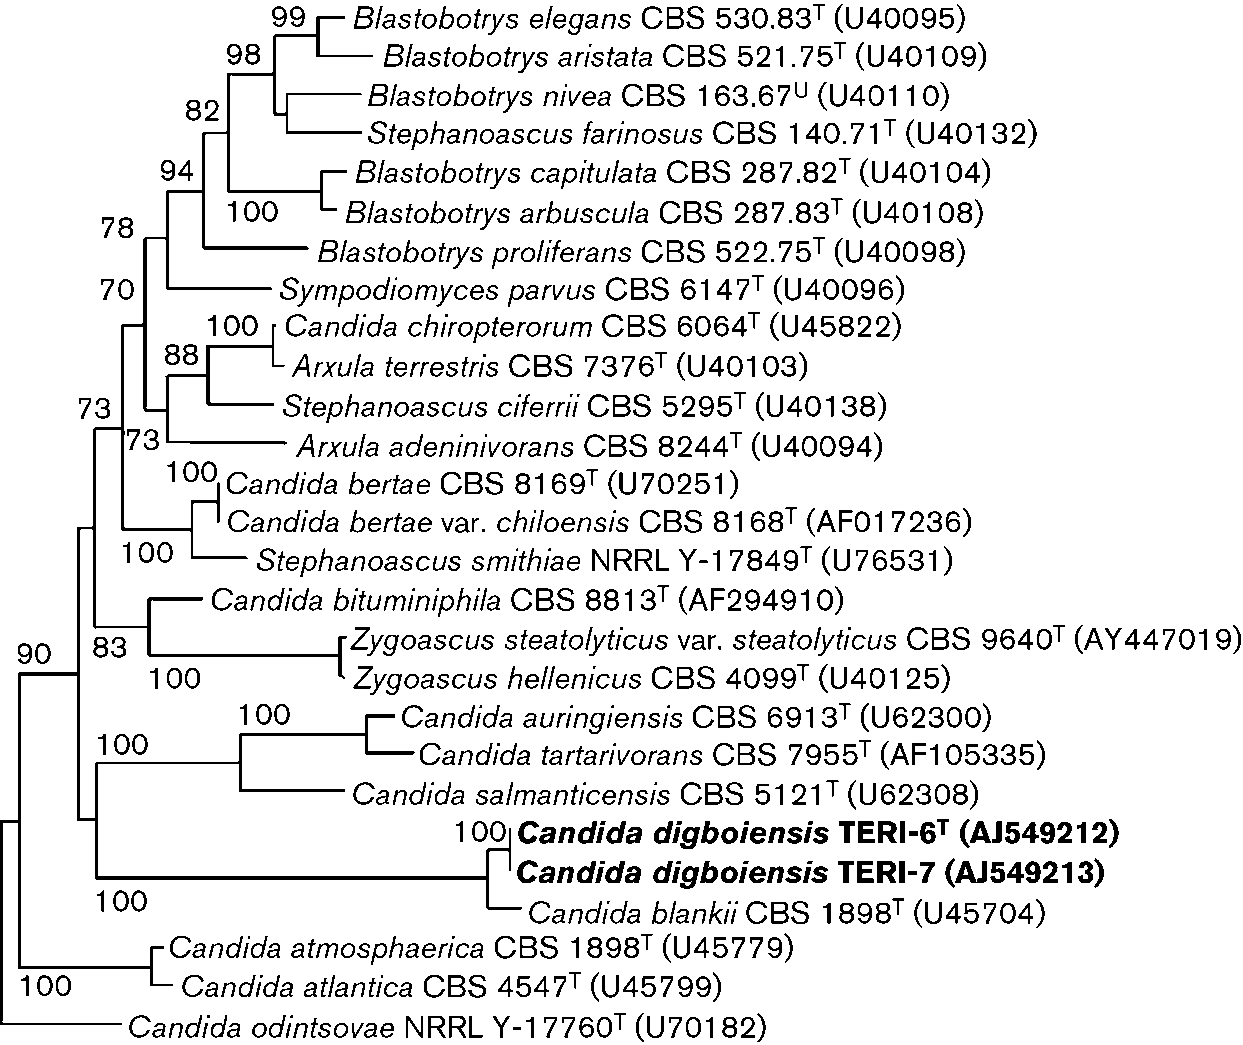 99 Blastobotrys elegans CBS 530.83ᵀ (U40095)
98 Blastobotrys aristata CBS 521.75ᵀ (U40109)
Blastobotrys nivea CBS 163.67ᵁ (U40110)
82
Stephanoascus farinosus CBS 140.71ᵀ (U40132)
94 Blastobotrys capitulata CBS 287.82ᵀ (U40104)
100 Blastobotrys arbuscula CBS 287.83ᵀ (U40108)
78
Blastobotrys proliferans CBS 522.75ᵀ (U40098)
70 Sympodiomyces parvus CBS 6147ᵀ (U40096)
100 Candida chiropterorum CBS 6064ᵀ (U45822)
88 Arxula terrestris CBS 7376ᵀ (U40103)
73 Stephanoascus ciferrii CBS 5295ᵀ (U40138)
73 Arxula adeninivorans CBS 8244ᵀ (U40094)
100 Candida bertae CBS 8169ᵀ (U70251)
Candida bertae var. chiloensis CBS 8168ᵀ (AF017236)
100 Stephanoascus smithiae NRRL Y-17849ᵀ (U76531)
Candida bituminiphila CBS 8813ᵀ (AF294910)
90 83 Zygoascus steatolyticus var. steatolyticus CBS 9640ᵀ (AY447019)
100 Zygoascus hellenicus CBS 4099ᵀ (U40125)
100 Candida auringiensis CBS 6913ᵀ (U62300)
100 Candida tartarivorans CBS 7955ᵀ (AF105335)
Candida salmanticensis CBS 5121ᵀ (U62308)
100 Candida digboiensis TERI-6ᵀ (AJ549212)
Candida digboiensis TERI-7 (AJ549213)
100
Candida blankii CBS 1898ᵀ (U45704)
Candida atmosphaerica CBS 1898ᵀ (U45779)
100 Candida atlantica CBS 4547ᵀ (U45799)
Candida odintsovae NRRL Y-17760ᵀ (U70182)